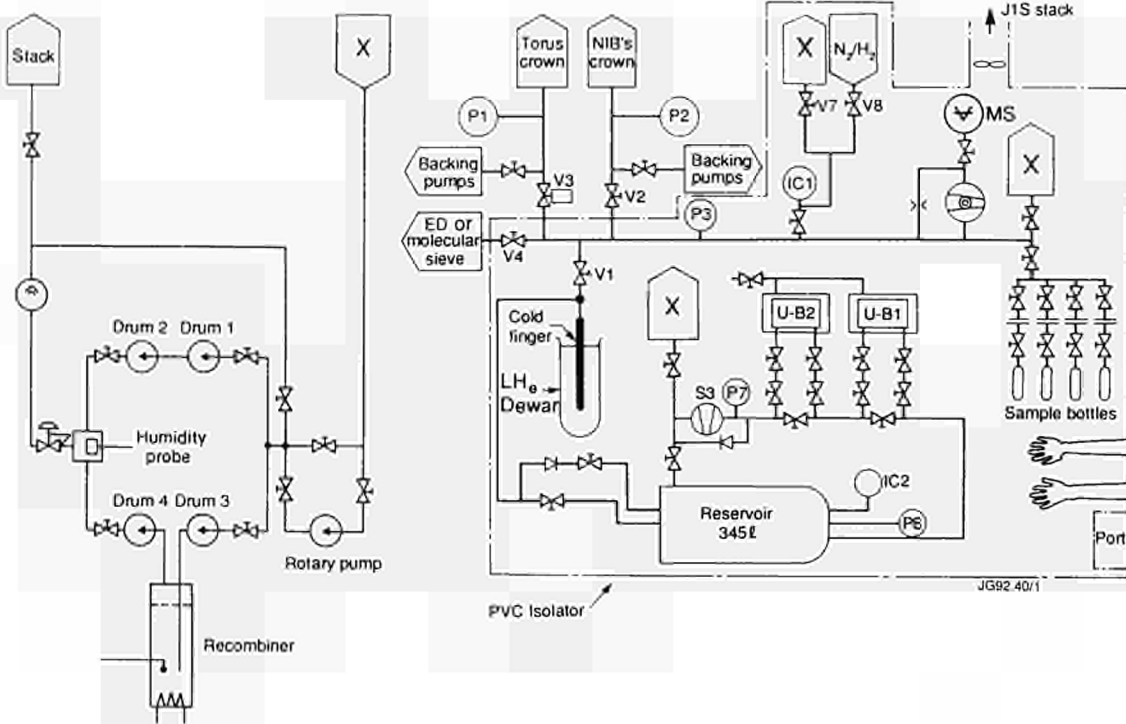 J1S stack
Stack
X
Torus
crown
NIB's
crown
X
N₂/H₂
P1
P2
V7
V8
MS
Backing
pumps
Backing
pumps
V3
V2
IC1
X
P3
ED or
molecular
sieve
V4
V1
Cold
finger
X
U-B2
U-B1
Drum 2
Drum 1
LHe
Dewar
S3
P7
Sample bottles
Humidity
probe
Drum 4
Drum 3
Reservoir
345ℓ
IC2
P6
Port
Rotary pump
JG92.40/1
PVC Isolator
Recombiner